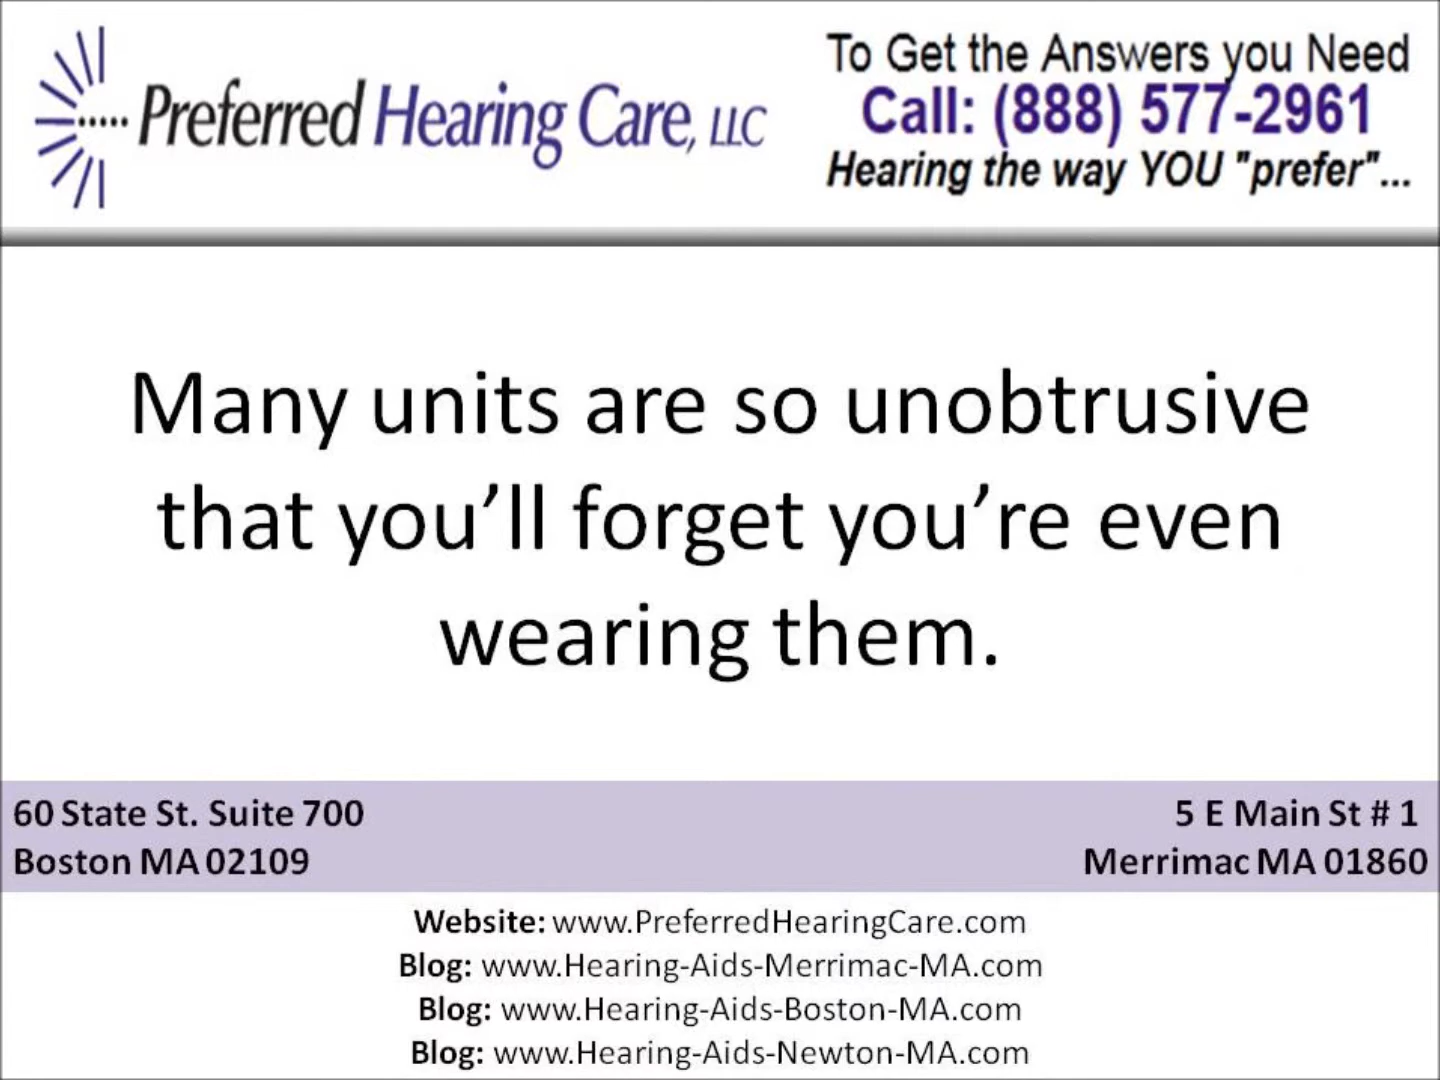 Preferred Hearing Care, LLC
To Get the Answers you Need
Call: (888) 577-2961
Hearing the way YOU "prefer"...
Many units are so unobtrusive
that you’ll forget you’re even
wearing them.
60 State St. Suite 700
Boston MA 02109
5 E Main St # 1
Merrimac MA 01860
Website: www.PreferredHearingCare.com
Blog: www.Hearing-Aids-Merrimac-MA.com
Blog: www.Hearing-Aids-Boston-MA.com
Blog: www.Hearing-Aids-Newton-MA.com